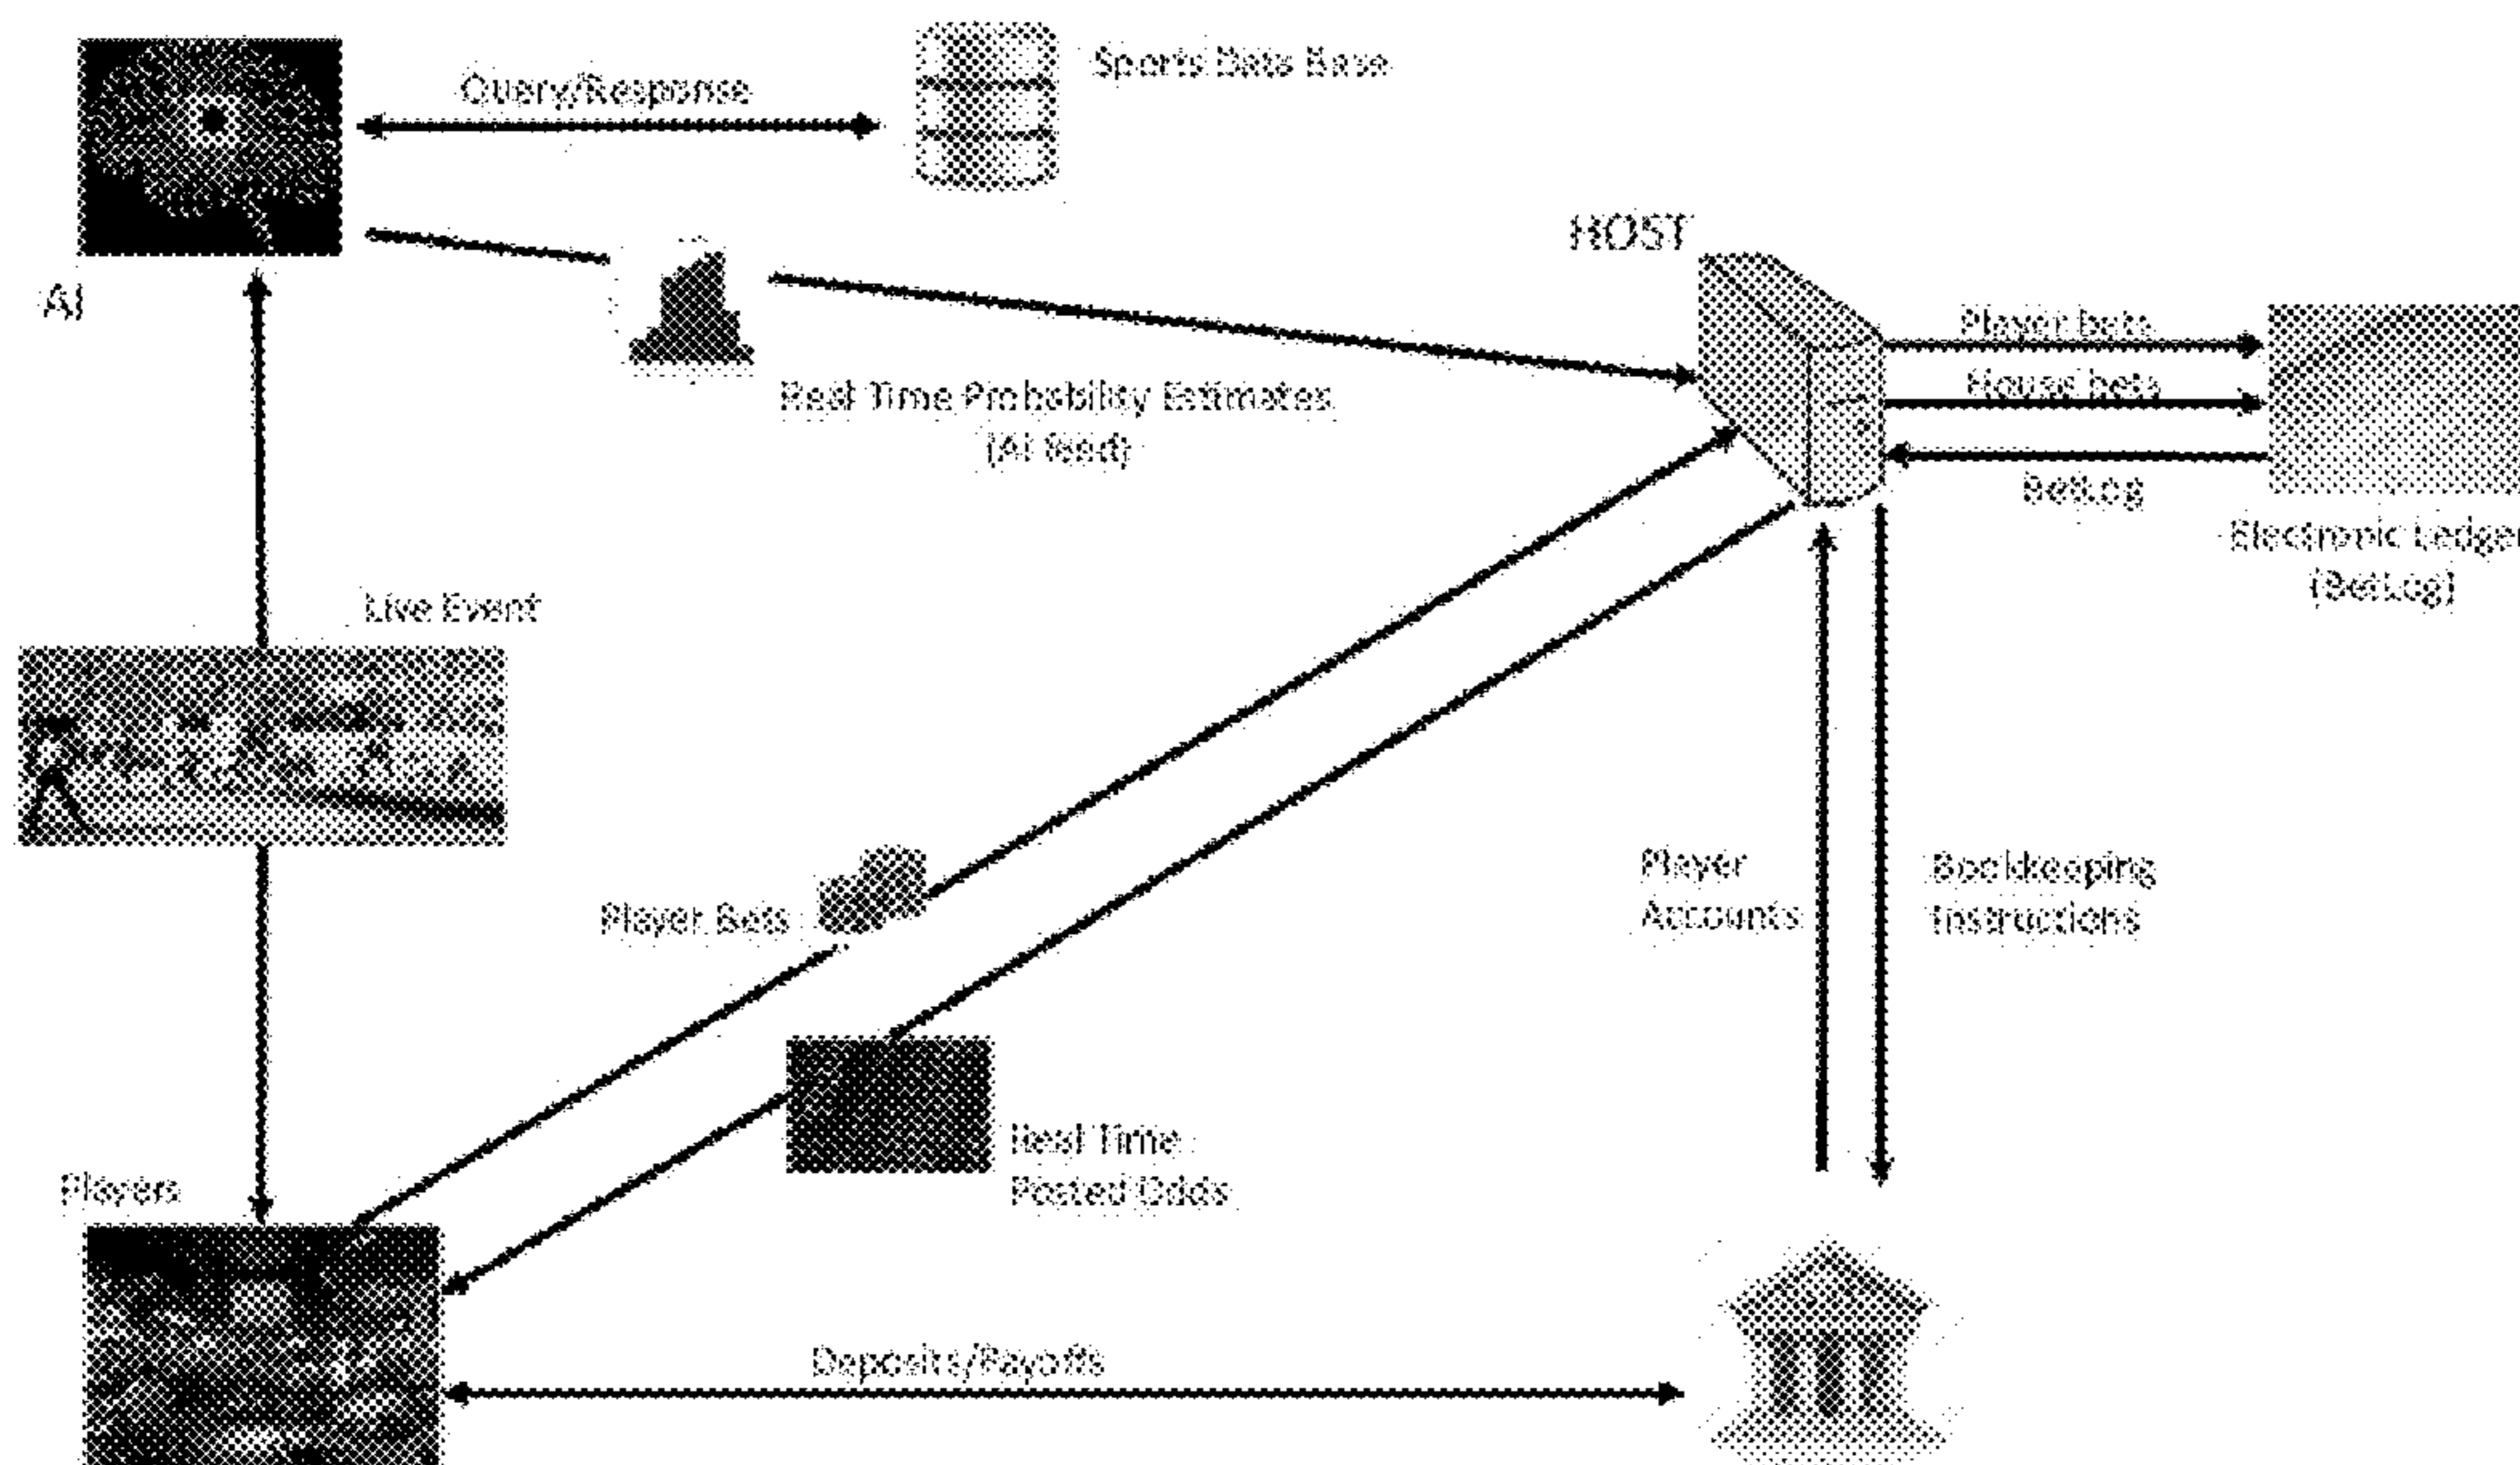 Query/Response
Sports Data Base
AI
HOST
Player bets
House bets
Real Time Probability Estimates
(AI feed)
BetLog
Electronic Ledger
(BetLog)
Live Event
Player Bets
Player
Accounts
Bookkeeping
Instructions
Real Time
Posted Odds
Players
Deposits/Payoffs